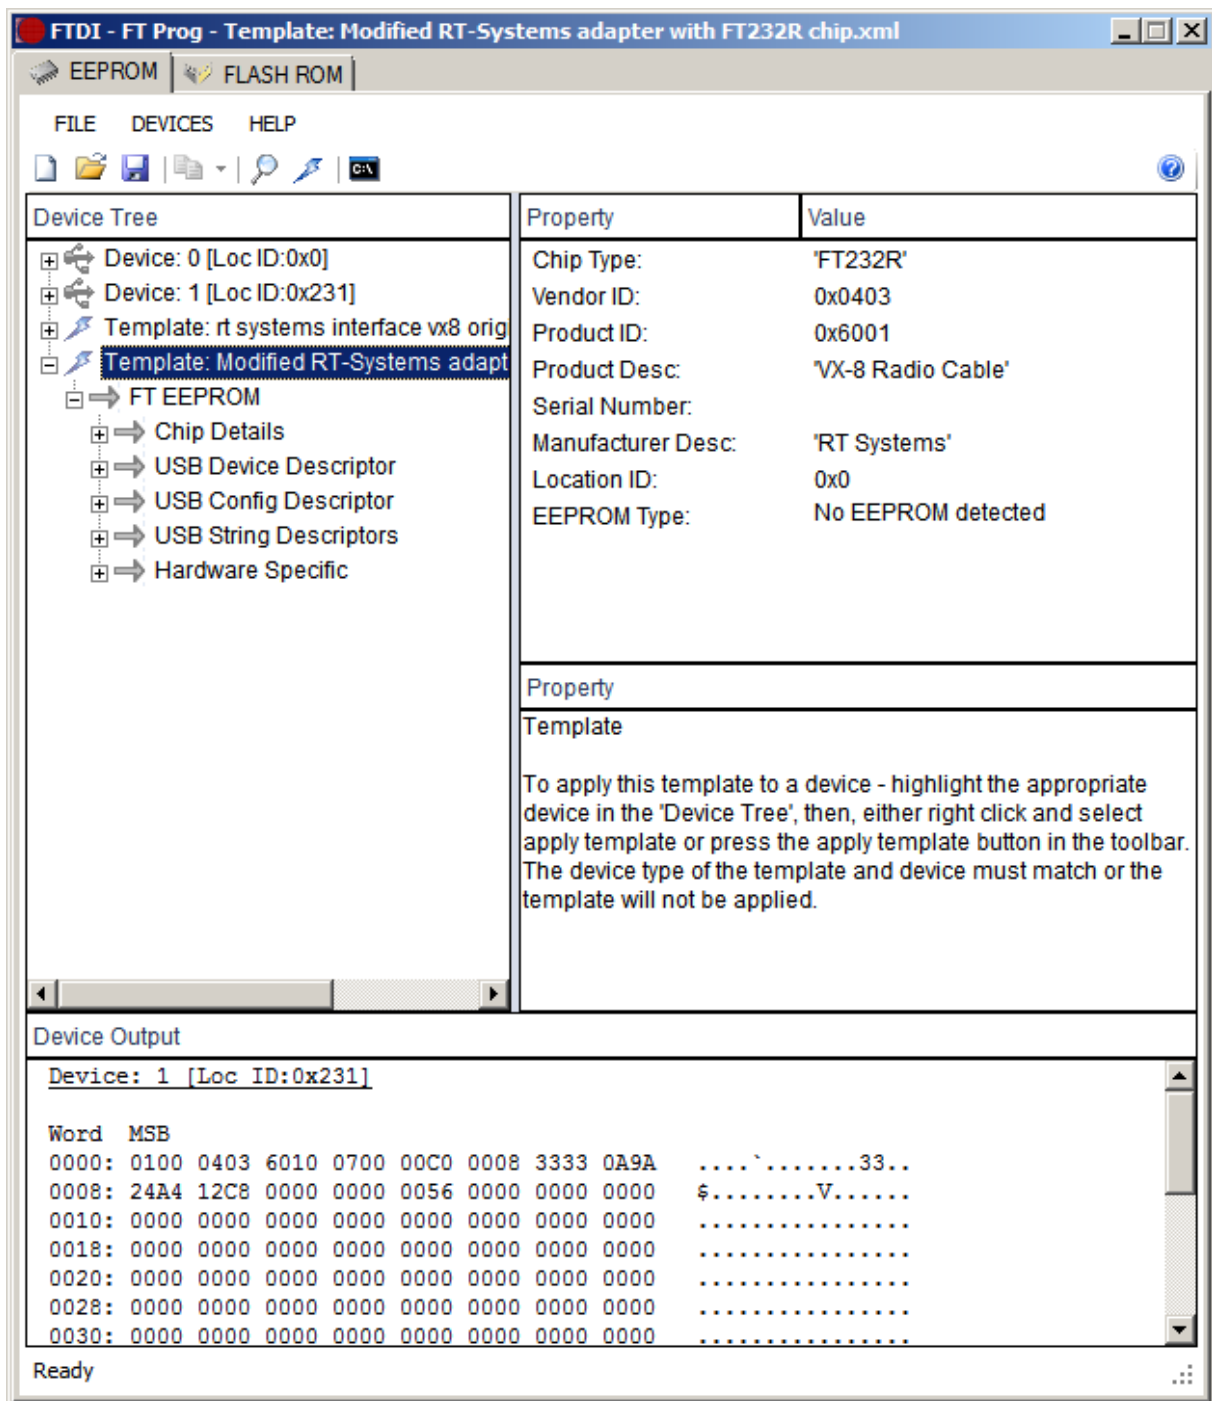 FTDI - FT Prog - Template: Modified RT-Systems adapter with FT232R chip.xml
EEPROM
FLASH ROM
FILE DEVICES HELP
C:\
Device Tree
Device: 0 [Loc ID:0x0]
Device: 1 [Loc ID:0x231]
Template: rt systems interface vx8 orig
Template: Modified RT-Systems adapt
FT EEPROM
Chip Details
USB Device Descriptor
USB Config Descriptor
USB String Descriptors
Hardware Specific
Property Value
Chip Type: 'FT232R'
Vendor ID: 0x0403
Product ID: 0x6001
Product Desc: 'VX-8 Radio Cable'
Serial Number:
Manufacturer Desc: 'RT Systems'
Location ID: 0x0
EEPROM Type: No EEPROM detected
Property
Template
To apply this template to a device - highlight the appropriate
device in the 'Device Tree', then, either right click and select
apply template or press the apply template button in the toolbar.
The device type of the template and device must match or the
template will not be applied.
Device Output
Device: 1 [Loc ID:0x231]
Word MSB
0000: 0100 0403 6010 0700 00C0 0008 3333 0A9A ....`.......33..
0008: 24A4 12C8 0000 0000 0056 0000 0000 0000 $........V......
0010: 0000 0000 0000 0000 0000 0000 0000 0000 ................
0018: 0000 0000 0000 0000 0000 0000 0000 0000 ................
0020: 0000 0000 0000 0000 0000 0000 0000 0000 ................
0028: 0000 0000 0000 0000 0000 0000 0000 0000 ................
0030: 0000 0000 0000 0000 0000 0000 0000 0000 ................
Ready